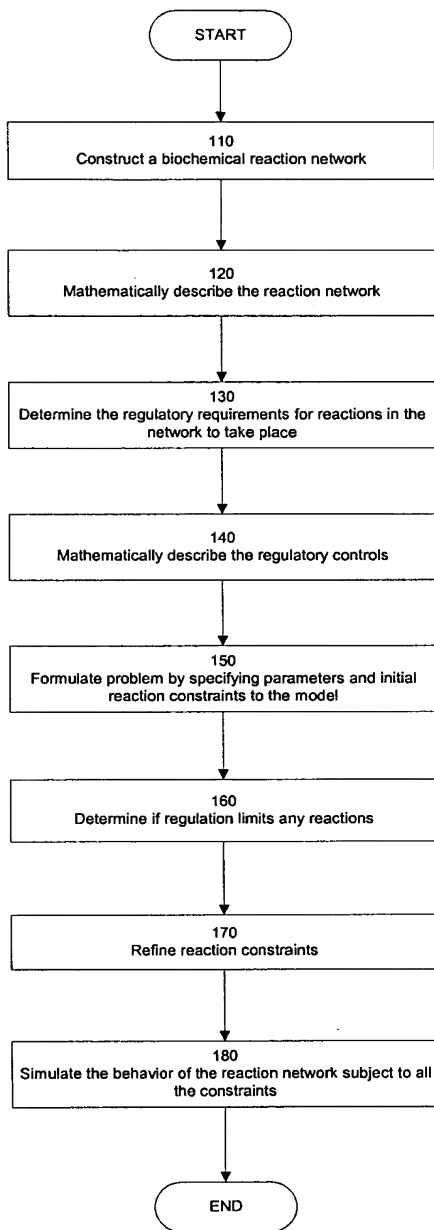 START
110
Construct a biochemical reaction network
120
Mathematically describe the reaction network
130
Determine the regulatory requirements for reactions in the
network to take place
140
Mathematically describe the regulatory controls
150
Formulate problem by specifying parameters and initial
reaction constraints to the model
160
Determine if regulation limits any reactions
170
Refine reaction constraints
180
Simulate the behavior of the reaction network subject to all
the constraints
END